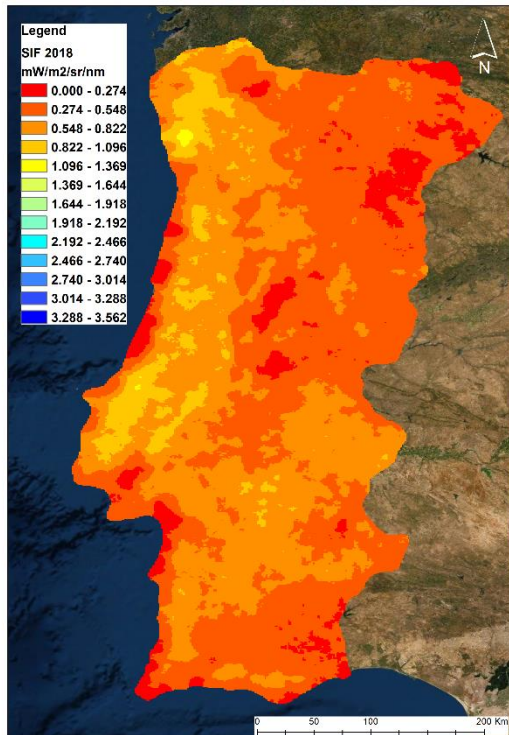 Legend
SIF 2018
mW/m2/sr/nm
0.000 - 0.274
0.274 - 0.548
0.548 - 0.822
0.822 - 1.096
1.096 - 1.369
1.369 - 1.644
1.644 - 1.918
1.918 - 2.192
2.192 - 2.466
2.466 - 2.740
2.740 - 3.014
3.014 - 3.288
3.288 - 3.562
N
0 50 100 200 Km